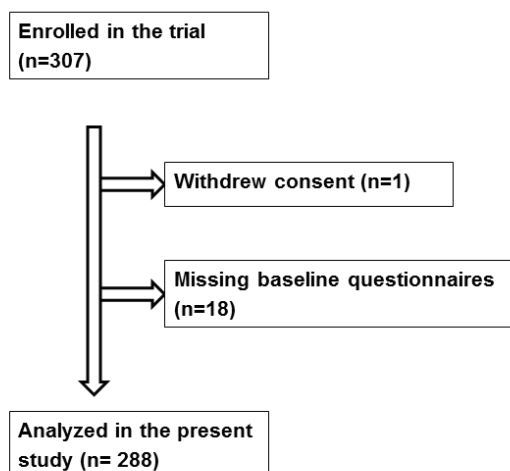 Enrolled in the trial
(n=307)
Withdrew consent (n=1)
Missing baseline questionnaires
(n=18)
Analyzed in the present
study (n= 288)